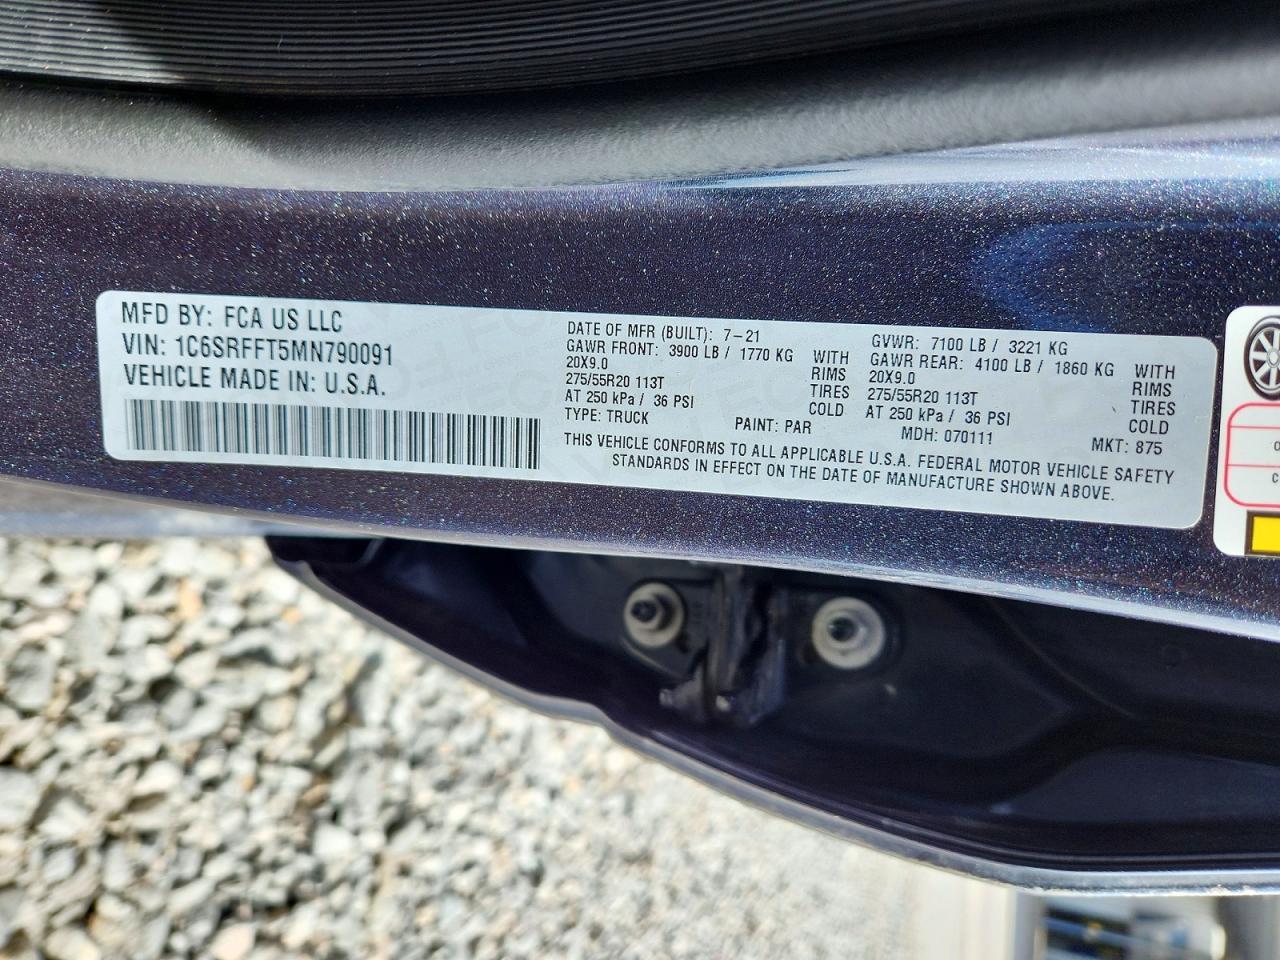 MFD BY: FCA US LLC
VIN: 1C6SRFFT5MN790091
VEHICLE MADE IN: U.S.A.
DATE OF MFR (BUILT): 7-21
GAWR FRONT: 3900 LB / 1770 KG WITH
20X9.0 RIMS
275/55R20 113T TIRES
AT 250 kPa / 36 PSI COLD
TYPE: TRUCK PAINT: PAR
GVWR: 7100 LB / 3221 KG
GAWR REAR: 4100 LB / 1860 KG WITH
20X9.0 RIMS
275/55R20 113T TIRES
AT 250 kPa / 36 PSI COLD
MDH: 070111 MKT: 875
THIS VEHICLE CONFORMS TO ALL APPLICABLE U.S.A. FEDERAL MOTOR VEHICLE SAFETY
STANDARDS IN EFFECT ON THE DATE OF MANUFACTURE SHOWN ABOVE.